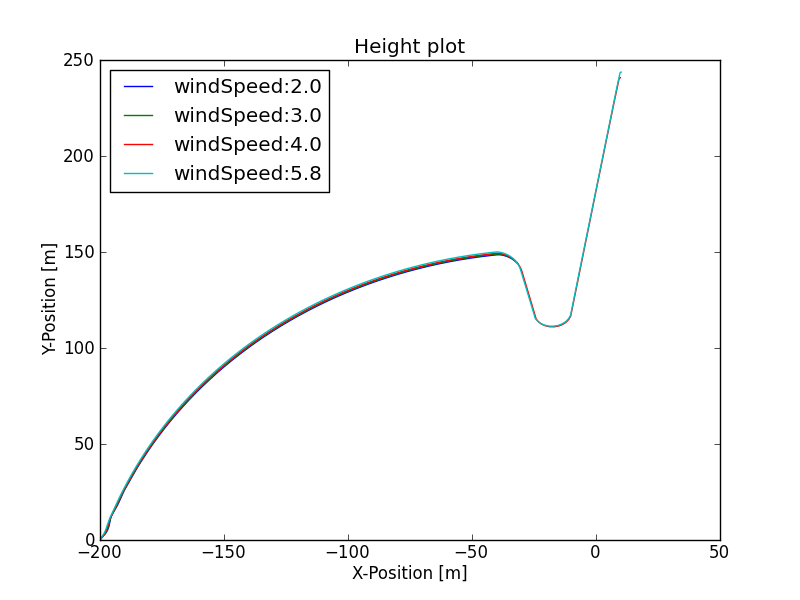 Height plot
250
windSpeed:2.0
windSpeed:3.0
windSpeed:4.0
windSpeed:5.8
200
150
100
50
0
Y-Position [m]
−200 −150 −100 −50 0 50
X-Position [m]